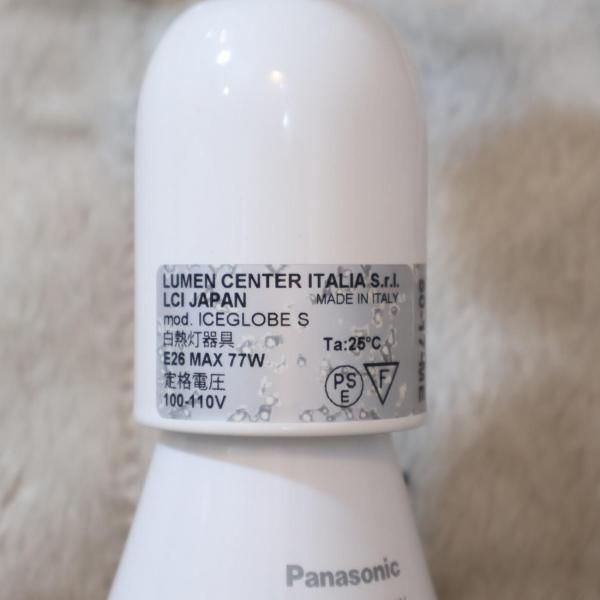 LUMEN CENTER ITALIA S.r.l.
LCI JAPAN MADE IN ITALY
mod. ICEGLOBE S
白熱灯器具
Ta:25°C
E26 MAX 77W
定格電圧
PS E F
100-110V
Panasonic